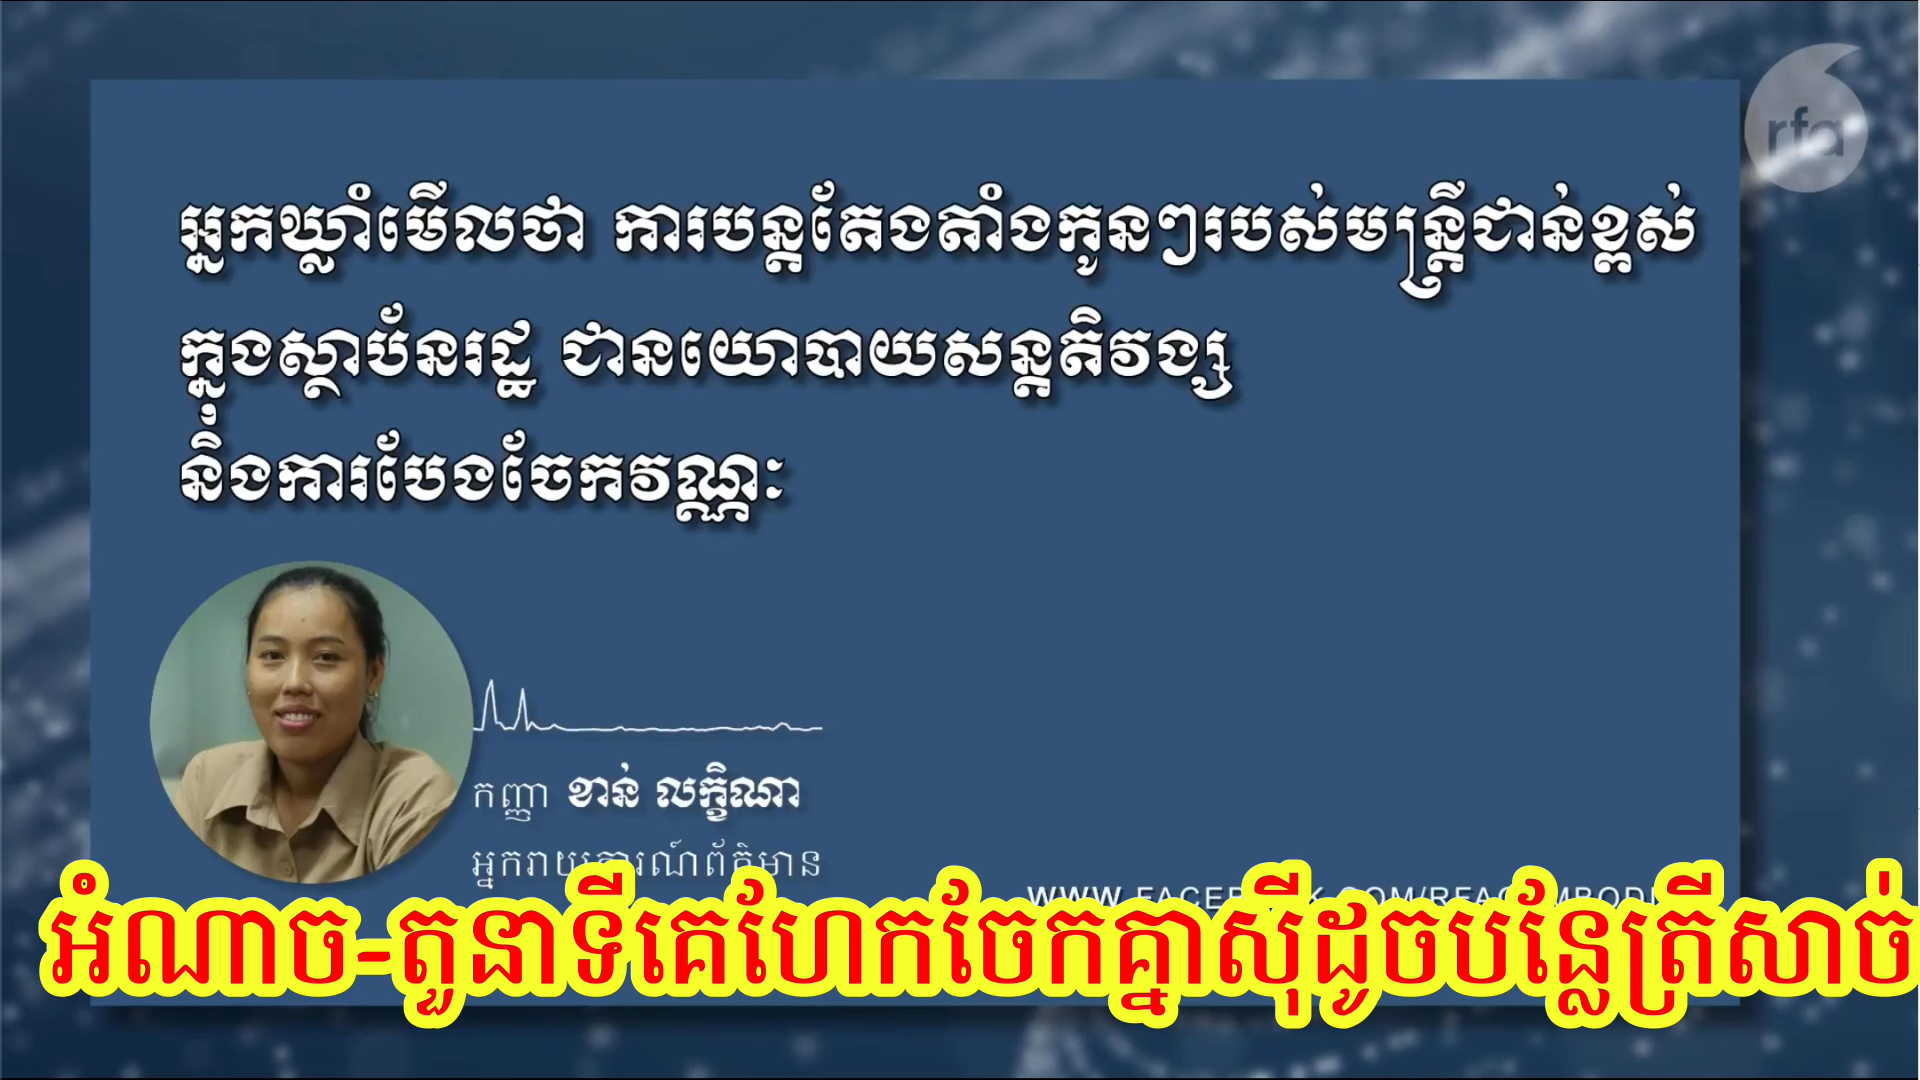 rfa
អ្នកឃ្លាំមើលថា ការបន្តតែងតាំងកូនៗរបស់មន្ត្រីជាន់ខ្ពស់
ក្នុងស្ថាប័នរដ្ឋ ជានយោបាយសន្តតិវង្ស
និងការបែងចែកវណ្ណៈ
កញ្ញា ខាន់ លក្ខិណា
អ្នករាយការណ៍ព័ត៌មាន
WWW.FACEBOOK.COM/RFACAMBODI
អំណាច-តួនាទីគេហែកចែកគ្នាស៊ីដូចបន្លែត្រីសាច់